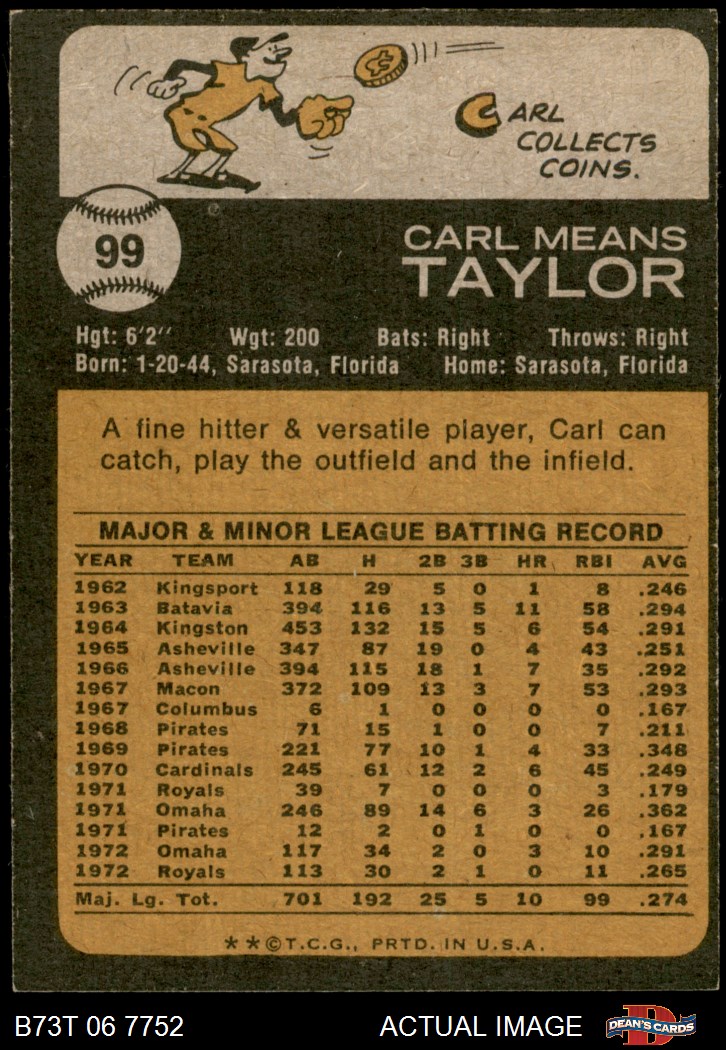 CARL
COLLECTS
COINS.
99
CARL MEANS
TAYLOR
Hgt: 6'2" Wgt: 200 Bats: Right Throws: Right
Born: 1-20-44, Sarasota, Florida Home: Sarasota, Florida
A fine hitter & versatile player, Carl can
catch, play the outfield and the infield.
MAJOR & MINOR LEAGUE BATTING RECORD
YEAR TEAM AB H 2B 3B HR RBI AVG
1962 Kingsport 118 29 5 0 1 8 .246
1963 Batavia 394 116 13 5 11 58 .294
1964 Kingston 453 132 15 5 6 54 .291
1965 Asheville 347 87 19 0 4 43 .251
1966 Asheville 394 115 18 1 7 35 .292
1967 Macon 372 109 13 3 7 53 .293
1967 Columbus 6 1 0 0 0 0 .167
1968 Pirates 71 15 1 0 0 7 .211
1969 Pirates 221 77 10 1 4 33 .348
1970 Cardinals 245 61 12 2 6 45 .249
1971 Royals 39 7 0 0 0 3 .179
1971 Omaha 246 89 14 6 3 26 .362
1971 Pirates 12 2 0 1 0 0 .167
1972 Omaha 117 34 2 0 3 10 .291
1972 Royals 113 30 2 1 0 11 .265
Maj. Lg. Tot. 701 192 25 5 10 99 .274
**©T.C.G., PRTD. IN U.S.A.
B73T 06 7752 ACTUAL IMAGE D DEAN'S CARDS